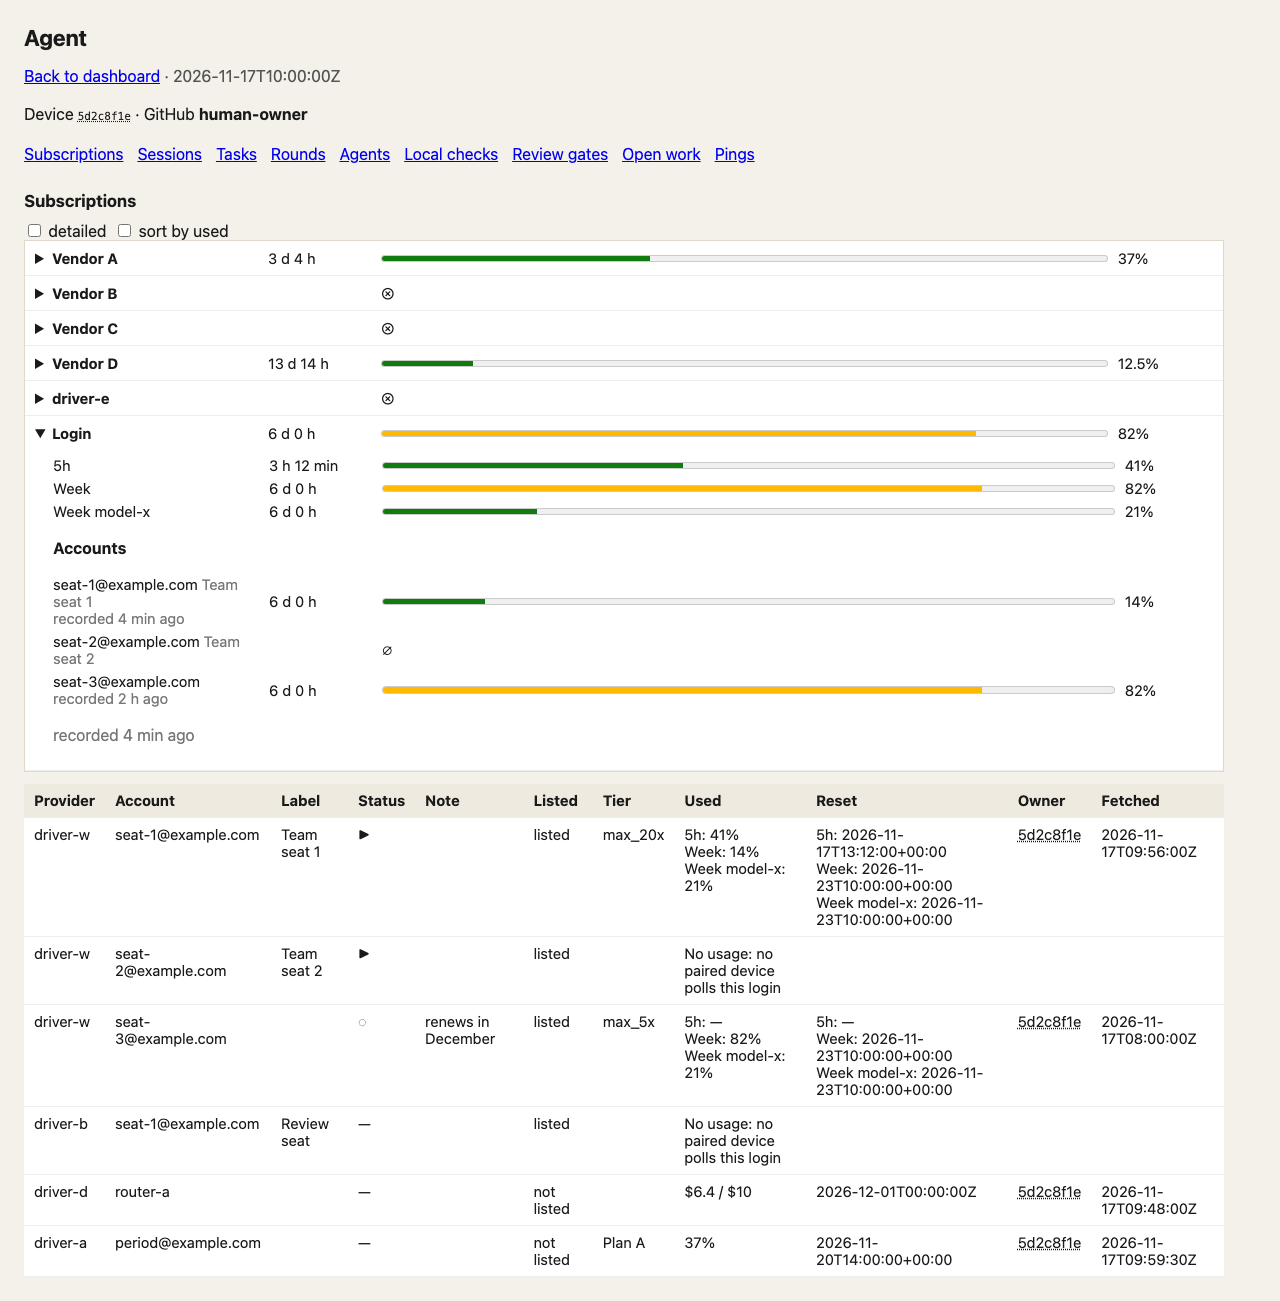 Agent
Back to dashboard · 2026-11-17T10:00:00Z
Device 5d2c8f1e · GitHub human-owner
Subscriptions Sessions Tasks Rounds Agents Local checks Review gates Open work Pings
Subscriptions
detailed sort by used
Vendor A 3 d 4 h 37%
Vendor B
Vendor C
Vendor D 13 d 14 h 12.5%
driver-e
Login 6 d 0 h 82%
5h 3 h 12 min 41%
Week 6 d 0 h 82%
Week model-x 6 d 0 h 21%
Accounts
seat-1@example.com Team
seat 1 6 d 0 h 14%
recorded 4 min ago
seat-2@example.com Team
seat 2
seat-3@example.com
6 d 0 h 82%
recorded 2 h ago
recorded 4 min ago
Provider Account Label Status Note Listed Tier Used Reset Owner Fetched
driver-w seat-1@example.com Team listed max_20x 5h: 41% 5h: 2026-11- 5d2c8f1e 2026-11-
seat 1 Week: 14% 17T13:12:00+00:00 17T09:56:00Z
Week model-x: Week: 2026-11-
21% 23T10:00:00+00:00
Week model-x: 2026-11-
23T10:00:00+00:00
driver-w seat- Team listed No usage: no
2@example.com seat 2 paired device
polls this login
driver-w seat- renews in listed max_5x 5h: — 5h: — 5d2c8f1e 2026-11-
3@example.com December Week: 82% Week: 2026-11- 17T08:00:00Z
Week model-x: 23T10:00:00+00:00
21% Week model-x: 2026-11-
23T10:00:00+00:00
driver-b seat-1@example.com Review — listed No usage: no
seat paired device
polls this login
driver-d router-a — not $6.4 / $10 2026-12-01T00:00:00Z 5d2c8f1e 2026-11-
listed 17T09:48:00Z
driver-a period@example.com — not Plan A 37% 2026-11- 5d2c8f1e 2026-11-
listed 20T14:00:00+00:00 17T09:59:30Z